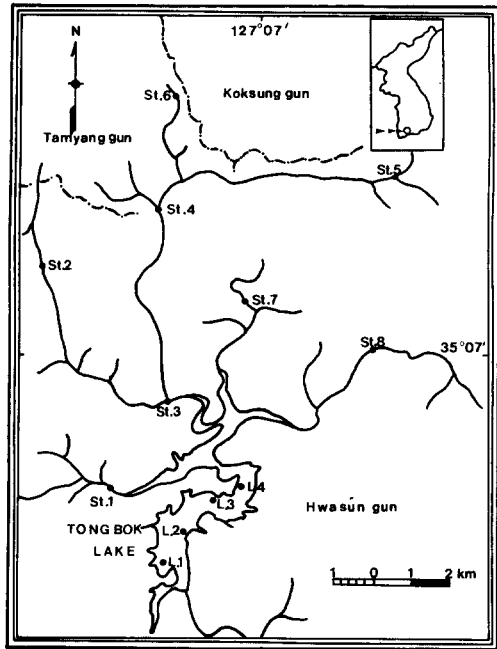 127°07'
N
St.6
Koksung gun
Tamyang gun
St.5
St.4
St.2
St.7
St.8
35°07'
St.3
St.1
L.4
L.3
Hwasun gun
TONG BOK
L.2
LAKE
L.1
1 0 1 2 km